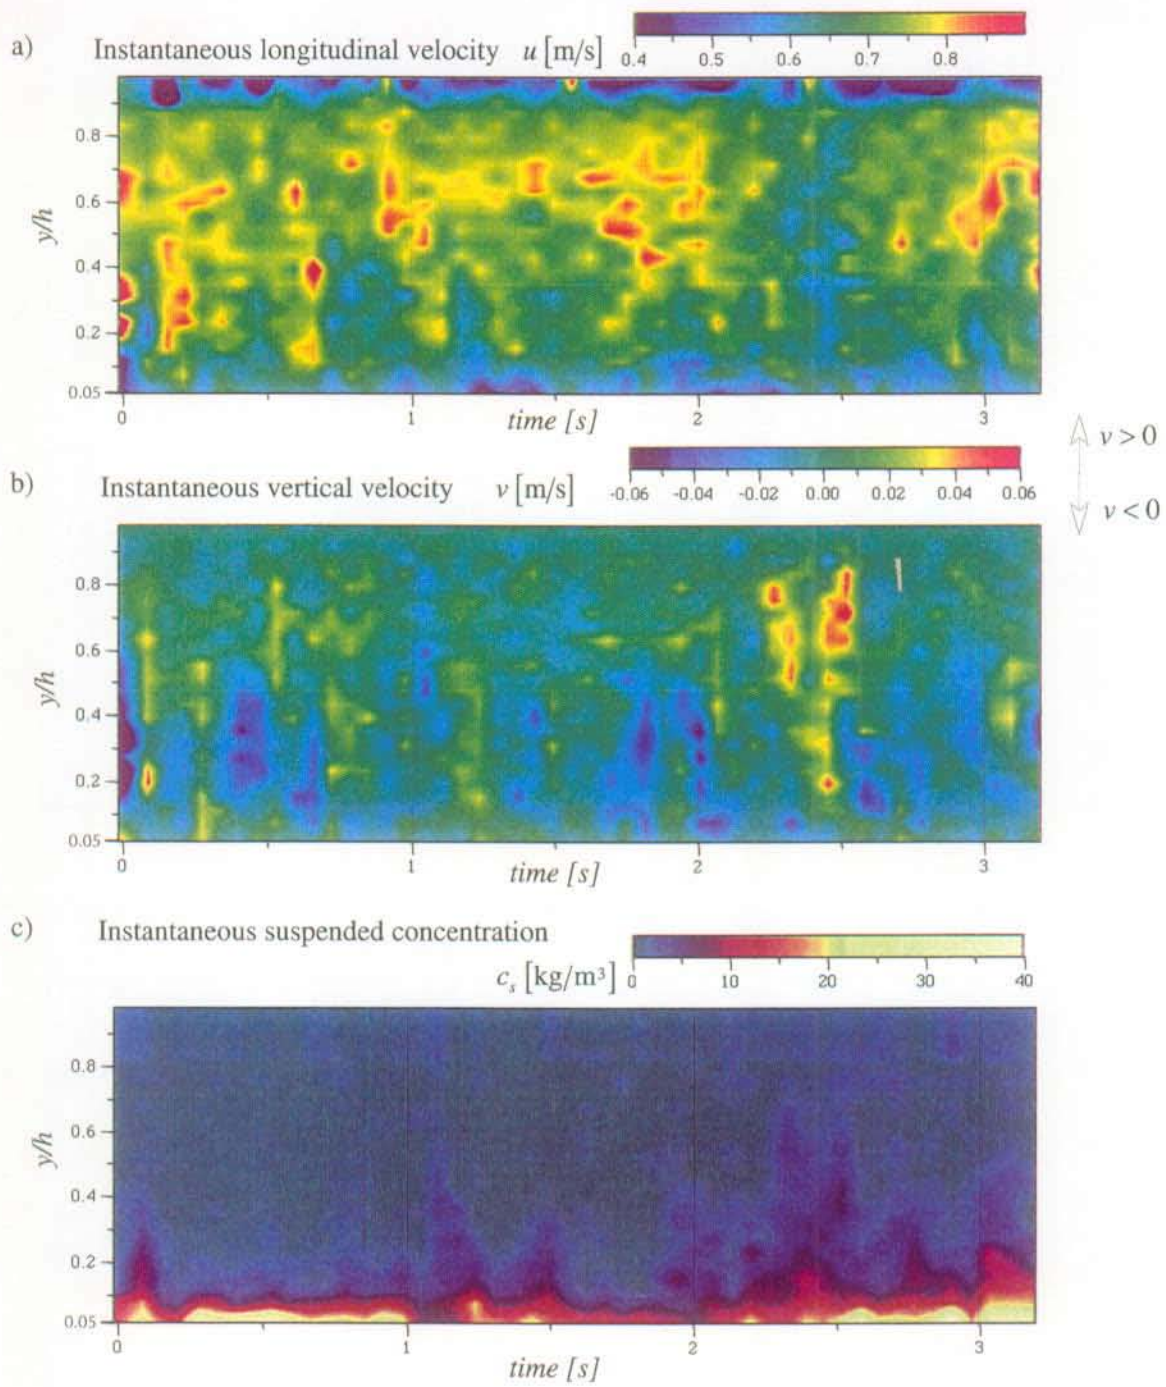 a) Instantaneous longitudinal velocity u [m/s]
0.4 0.5 0.6 0.7 0.8
y/h
0.8
0.6
0.4
0.2
0.05
0 1 2 3
time [s]
v > 0
v < 0
b) Instantaneous vertical velocity v [m/s]
-0.06 -0.04 -0.02 0.00 0.02 0.04 0.06
y/h
0.8
0.6
0.4
0.2
0.05
0 1 2 3
time [s]
c) Instantaneous suspended concentration
c_s [kg/m³]
0 10 20 30 40
y/h
0.8
0.6
0.4
0.2
0.05
0 1 2 3
time [s]